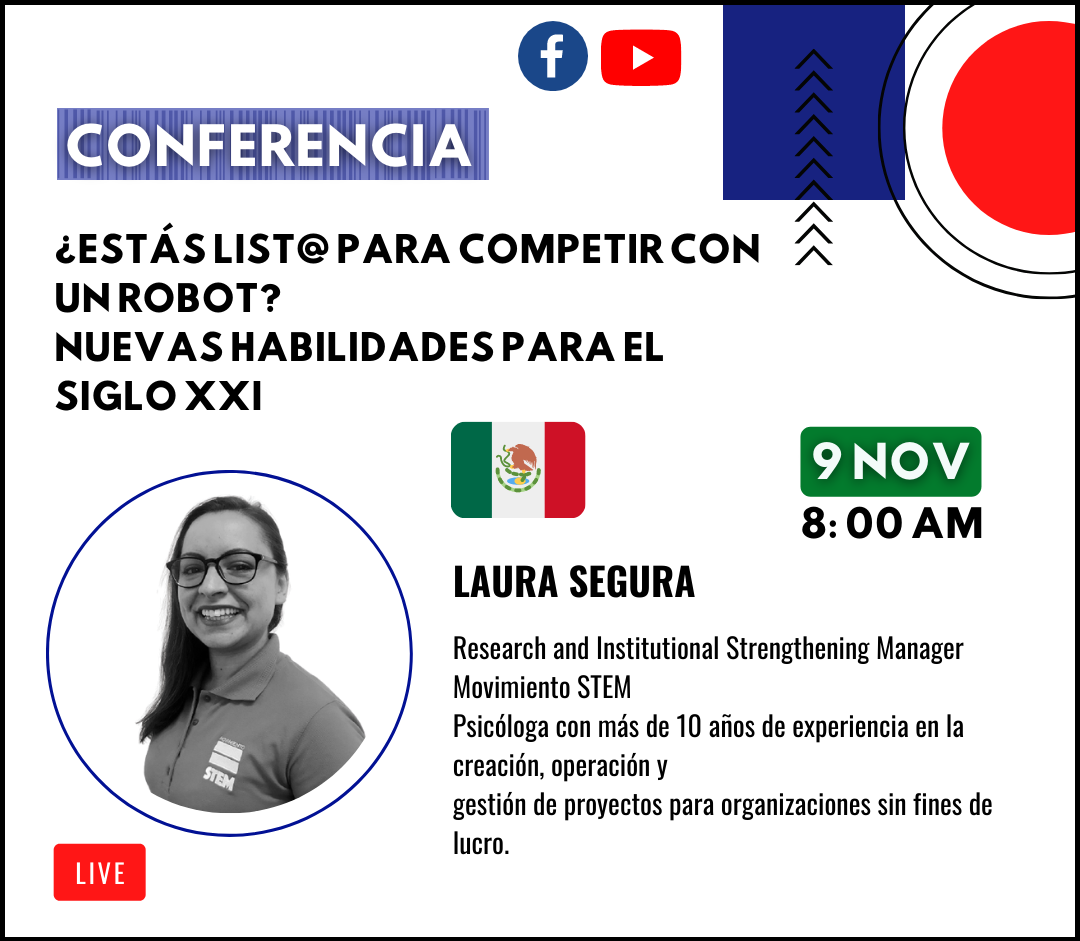 CONFERENCIA
¿ESTÁS LIST@ PARA COMPETIR CON
UN ROBOT?
NUEVAS HABILIDADES PARA EL
SIGLO XXI
9 NOV
8: 00 AM
LAURA SEGURA
Research and Institutional Strengthening Manager
Movimiento STEM
Psicóloga con más de 10 años de experiencia en la
creación, operación y
gestión de proyectos para organizaciones sin fines de
lucro.
STEM
LIVE